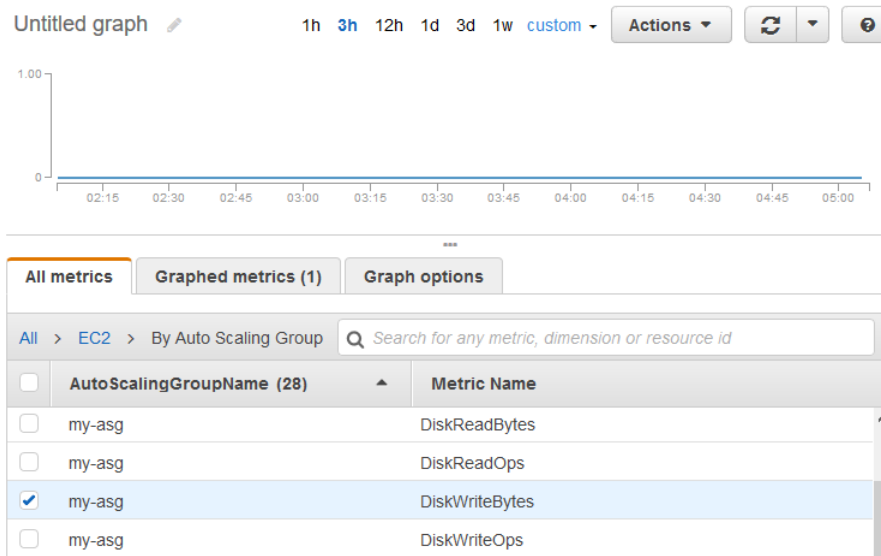 Untitled graph 1h 3h 12h 1d 3d 1w custom Actions ?
1.00
0
02:15 02:30 02:45 03:00 03:15 03:30 03:45 04:00 04:15 04:30 04:45 05:00
All metrics Graphed metrics (1) Graph options
All > EC2 > By Auto Scaling Group Search for any metric, dimension or resource id
AutoScalingGroupName (28) Metric Name
my-asg DiskReadBytes
my-asg DiskReadOps
my-asg DiskWriteBytes
my-asg DiskWriteOps